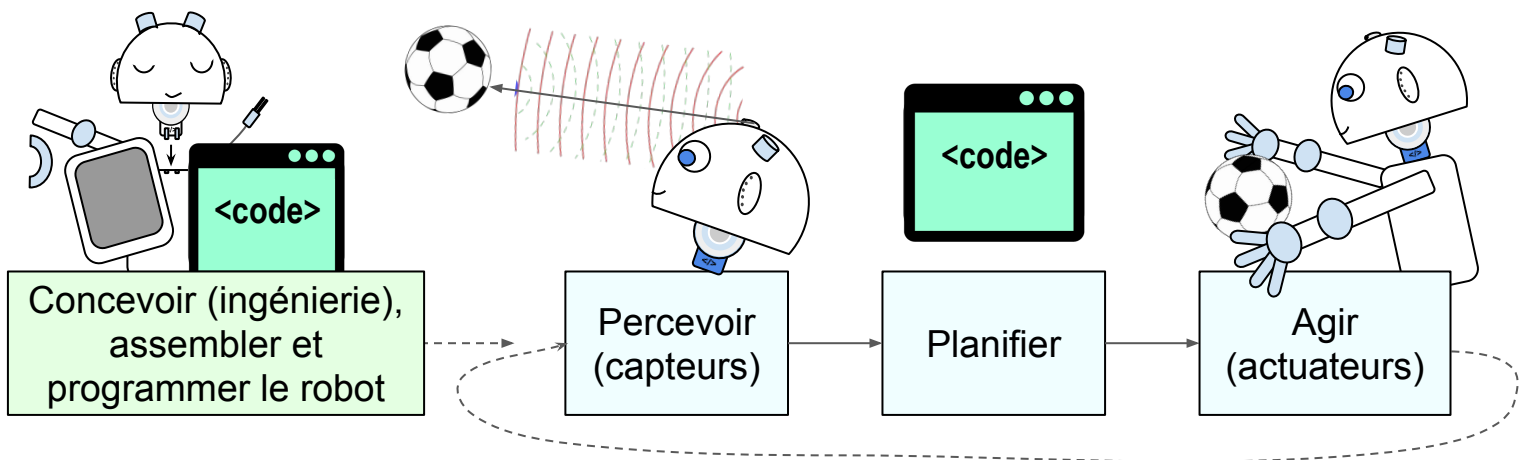 <code>
<code>
Concevoir (ingénierie),
assembler et
programmer le robot
Percevoir
(capteurs)
</>
Planifier
Agir
(actuateurs)
</>